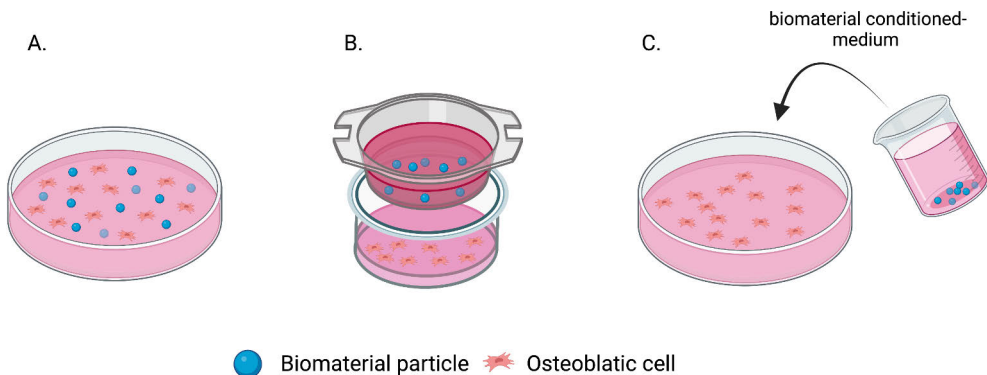 A.
B.
C.
biomaterial conditioned-
medium
Biomaterial particle
Osteoblatic cell